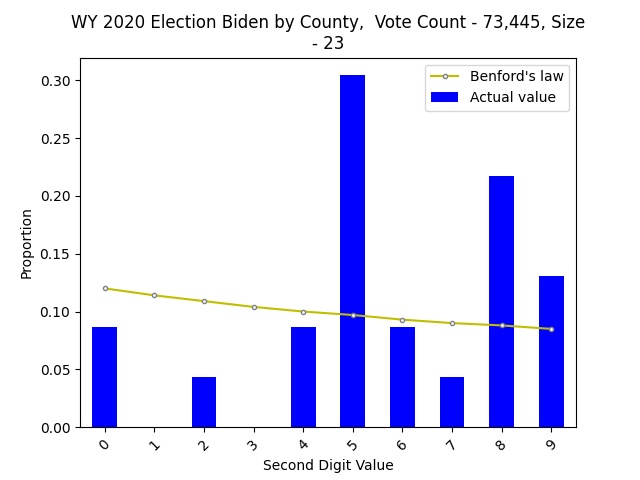 WY 2020 Election Biden by County,  Vote Count - 73,445, Size
- 23
Benford's law
Actual value
0.30
0.25
0.20
0.15
0.10
0.05
0.00
Proportion
0 1 2 3 4 5 6 7 8 9
Second Digit Value